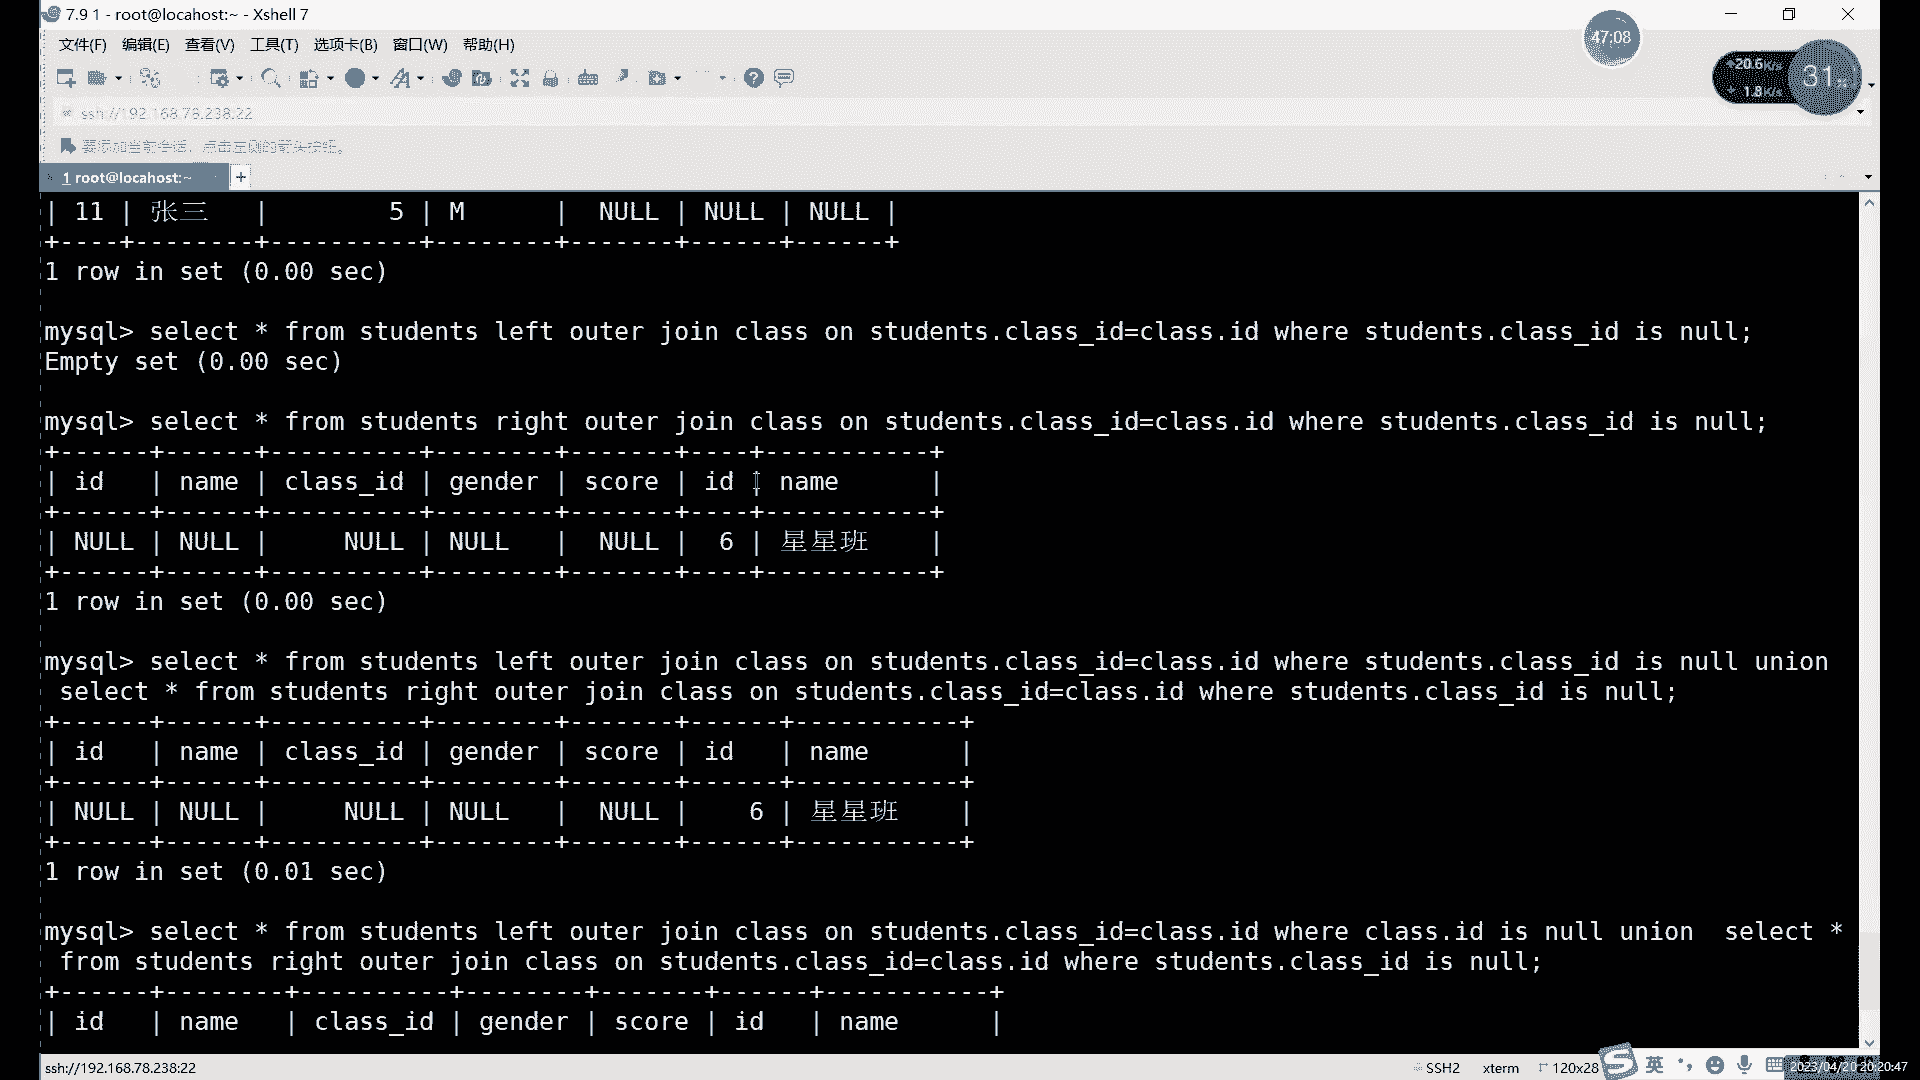 7.9 1 - root@locahost:~ - Xshell 7
文件(F) 编辑(E) 查看(V) 工具(T) 选项卡(B) 窗口(W) 帮助(H)
47:08
20.6K/s
1.8K/s
31%
ssh://192.168.78.238:22
要添加当前会话，点击左侧的箭头按钮。
1 root@locahost:~
| 11 | 张三   |         5 | M      |  NULL | NULL | NULL |
+----+--------+----------+--------+-------+------+------+
1 row in set (0.00 sec)
mysql> select * from students left outer join class on students.class_id=class.id where students.class_id is null;
Empty set (0.00 sec)
mysql> select * from students right outer join class on students.class_id=class.id where students.class_id is null;
+------+------+----------+--------+-------+----+-----------+
| id   | name | class_id | gender | score | id | name      |
+------+------+----------+--------+-------+----+-----------+
| NULL | NULL |     NULL | NULL   |  NULL |  6 | 星星班    |
+------+------+----------+--------+-------+----+-----------+
1 row in set (0.00 sec)
mysql> select * from students left outer join class on students.class_id=class.id where students.class_id is null union
select * from students right outer join class on students.class_id=class.id where students.class_id is null;
+------+------+----------+--------+-------+------+-----------+
| id   | name | class_id | gender | score | id   | name      |
+------+------+----------+--------+-------+------+-----------+
| NULL | NULL |     NULL | NULL   |  NULL |    6 | 星星班    |
+------+------+----------+--------+-------+------+-----------+
1 row in set (0.01 sec)
mysql> select * from students left outer join class on students.class_id=class.id where class.id is null union  select *
from students right outer join class on students.class_id=class.id where students.class_id is null;
+------+--------+----------+--------+-------+------+-----------+
| id   | name   | class_id | gender | score | id   | name      |
ssh://192.168.78.238:22
SSH2 xterm 120x28
英
2023/04/20 20:20:47